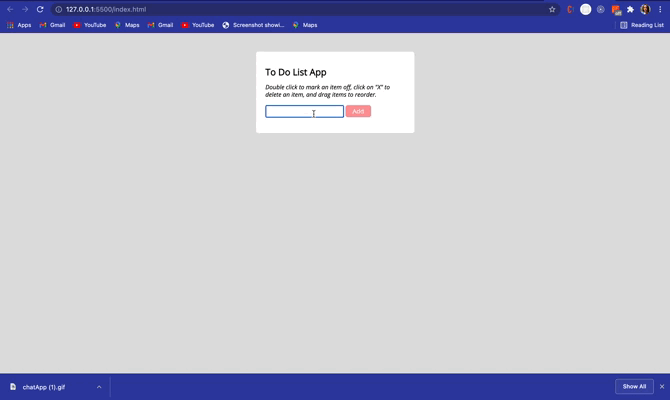 127.0.0.1:5500/index.html
Apps Gmail YouTube Maps Gmail YouTube Screenshot showi... Maps Reading List
To Do List App
Double click to mark an item off, click on "X" to
delete an item, and drag items to reorder.
Add
chatApp (1).gif
Show All